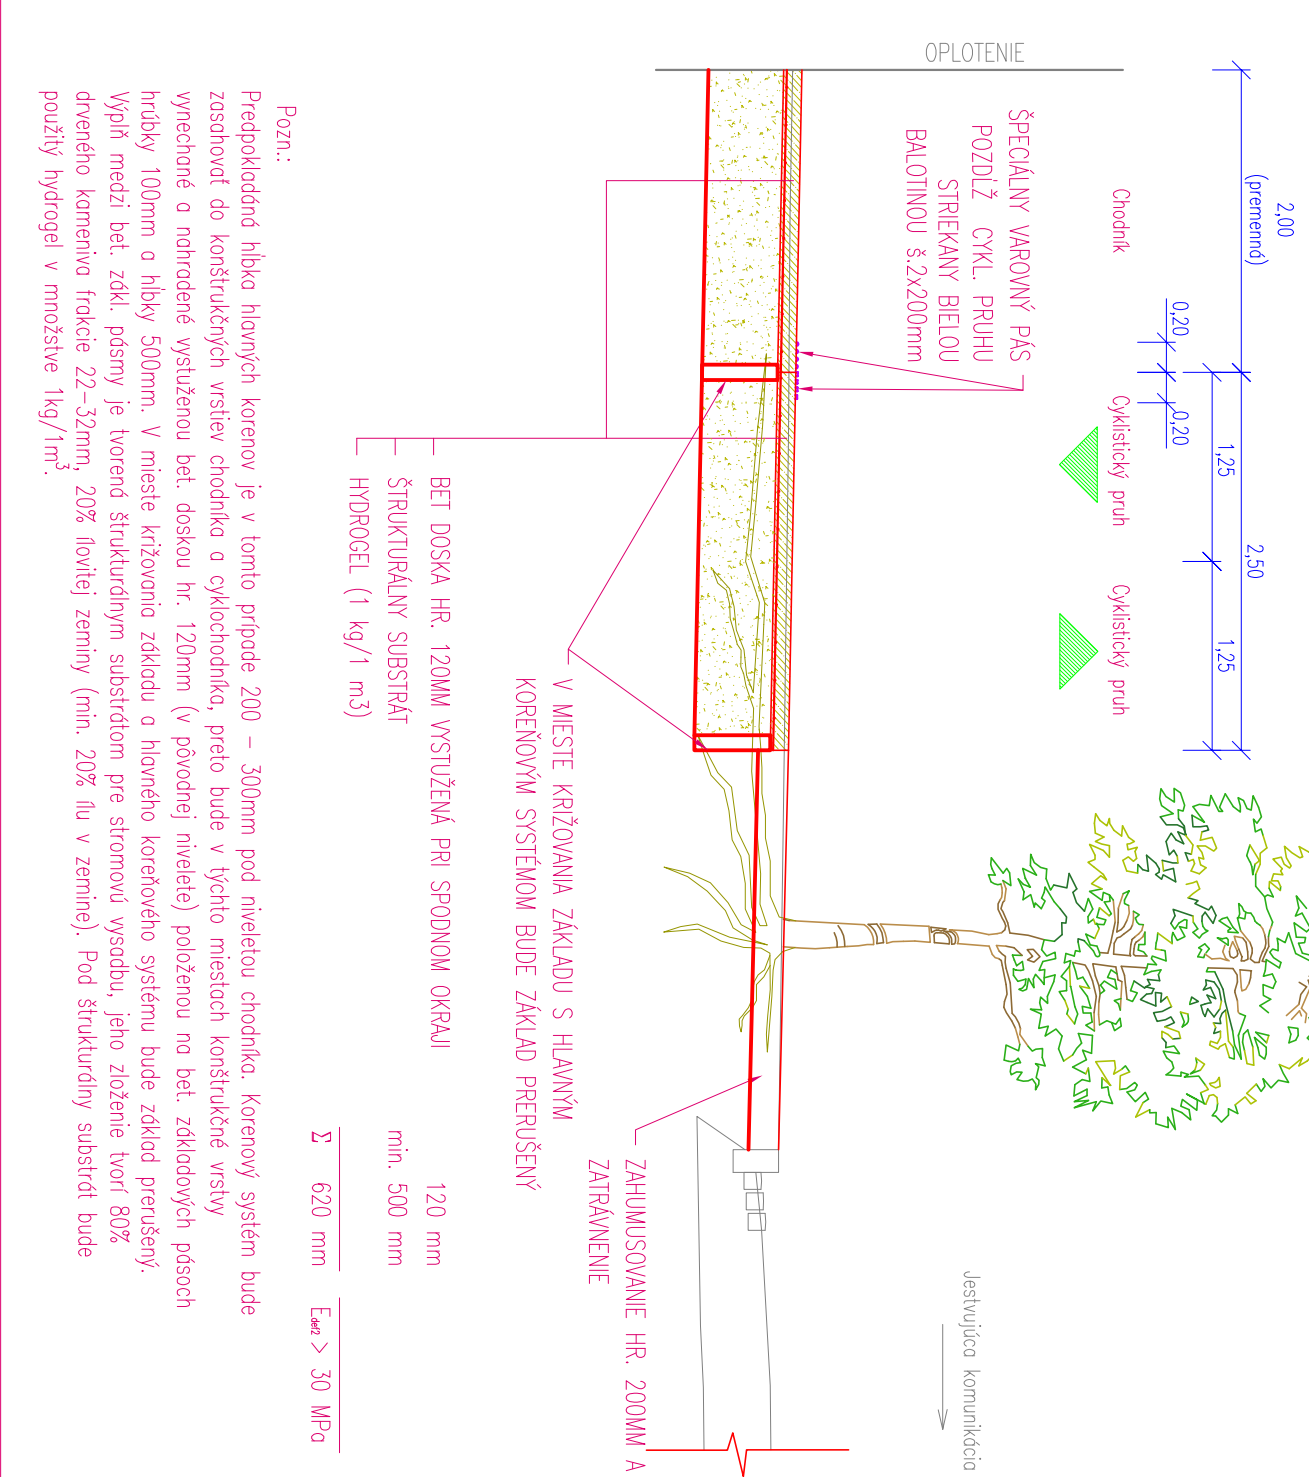 2,00
(premenná)
2,50
0,20
0,20
1,25
1,25
Chodník
Cyklistický pruh
Cyklistický pruh
OPLOTENIE
ŠPECIÁLNY VAROVNÝ PÁS
POZDĹŽ CYKL. PRUHU
STRIEKANY BIELOU
BALOTINOU š.2x200mm
Jestvujúca komunikácia
ZAHUMUSOVANIE HR. 200MM A
ZATRÁVNENIE
V MIESTE KRIŽOVANIA ZÁKLADU S HLAVNÝM
KOREŇOVÝM SYSTÉMOM BUDE ZÁKLAD PRERUŠENÝ
BET DOSKA HR. 120MM VYSTUŽENÁ PRI SPODNOM OKRAJI 120 mm
ŠTRUKTURÁLNY SUBSTRÁT min. 500 mm
HYDROGEL (1 kg/1 m3)
Σ 620 mm Edef2 > 30 MPa
Pozn.:
Predpokladáná hĺbka hlavných korenov je v tomto prípade 200 - 300mm pod niveletou chodníka. Korenový systém bude
zasahovať do konštrukčných vrstiev chodníka a cyklochodníka, preto bude v týchto miestach konštrukčné vrstvy
vynechané a nahradené vystuženou bet. doskou hr. 120mm (v pôvodnej nivelete) položenou na bet. základových pásoch
hrúbky 100mm a hĺbky 500mm. V mieste križovania základu a hlavného koreňového systému bude základ prerušený.
Výplň medzi bet. zákl. pásmy je tvorená štrukturálnym substrátom pre stromovú vysadbu, jeho zloženie tvorí 80%
drveného kameniva frakcie 22-32mm, 20% ílovitej zeminy (min. 20% ílu v zemine). Pod štrukturálny substrát bude
použitý hydrogel v množstve 1kg/1m³.